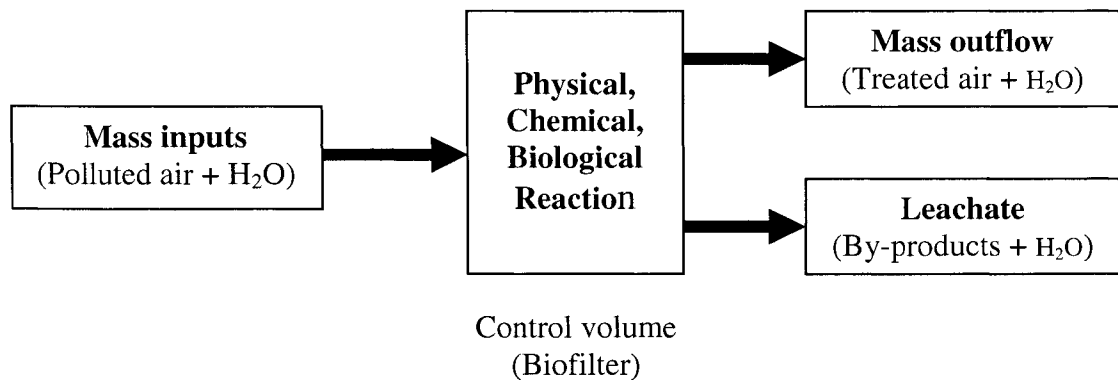 Mass inputs
(Polluted air + H₂O)
Physical,
Chemical,
Biological
Reaction
Mass outflow
(Treated air + H₂O)
Leachate
(By-products + H₂O)
Control volume
(Biofilter)